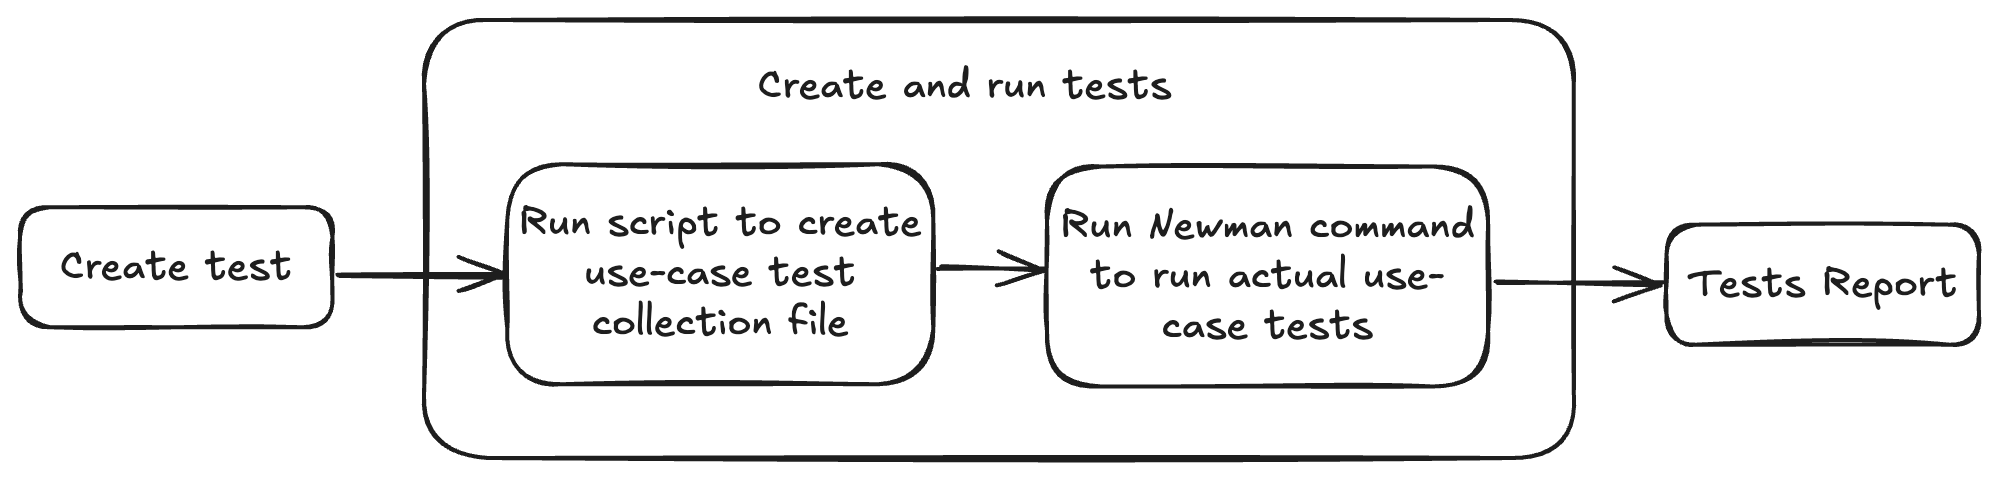 Create and run tests
Create test
Run script to create
use-case test
collection file
Run Newman command
to run actual use-
case tests
Tests Report